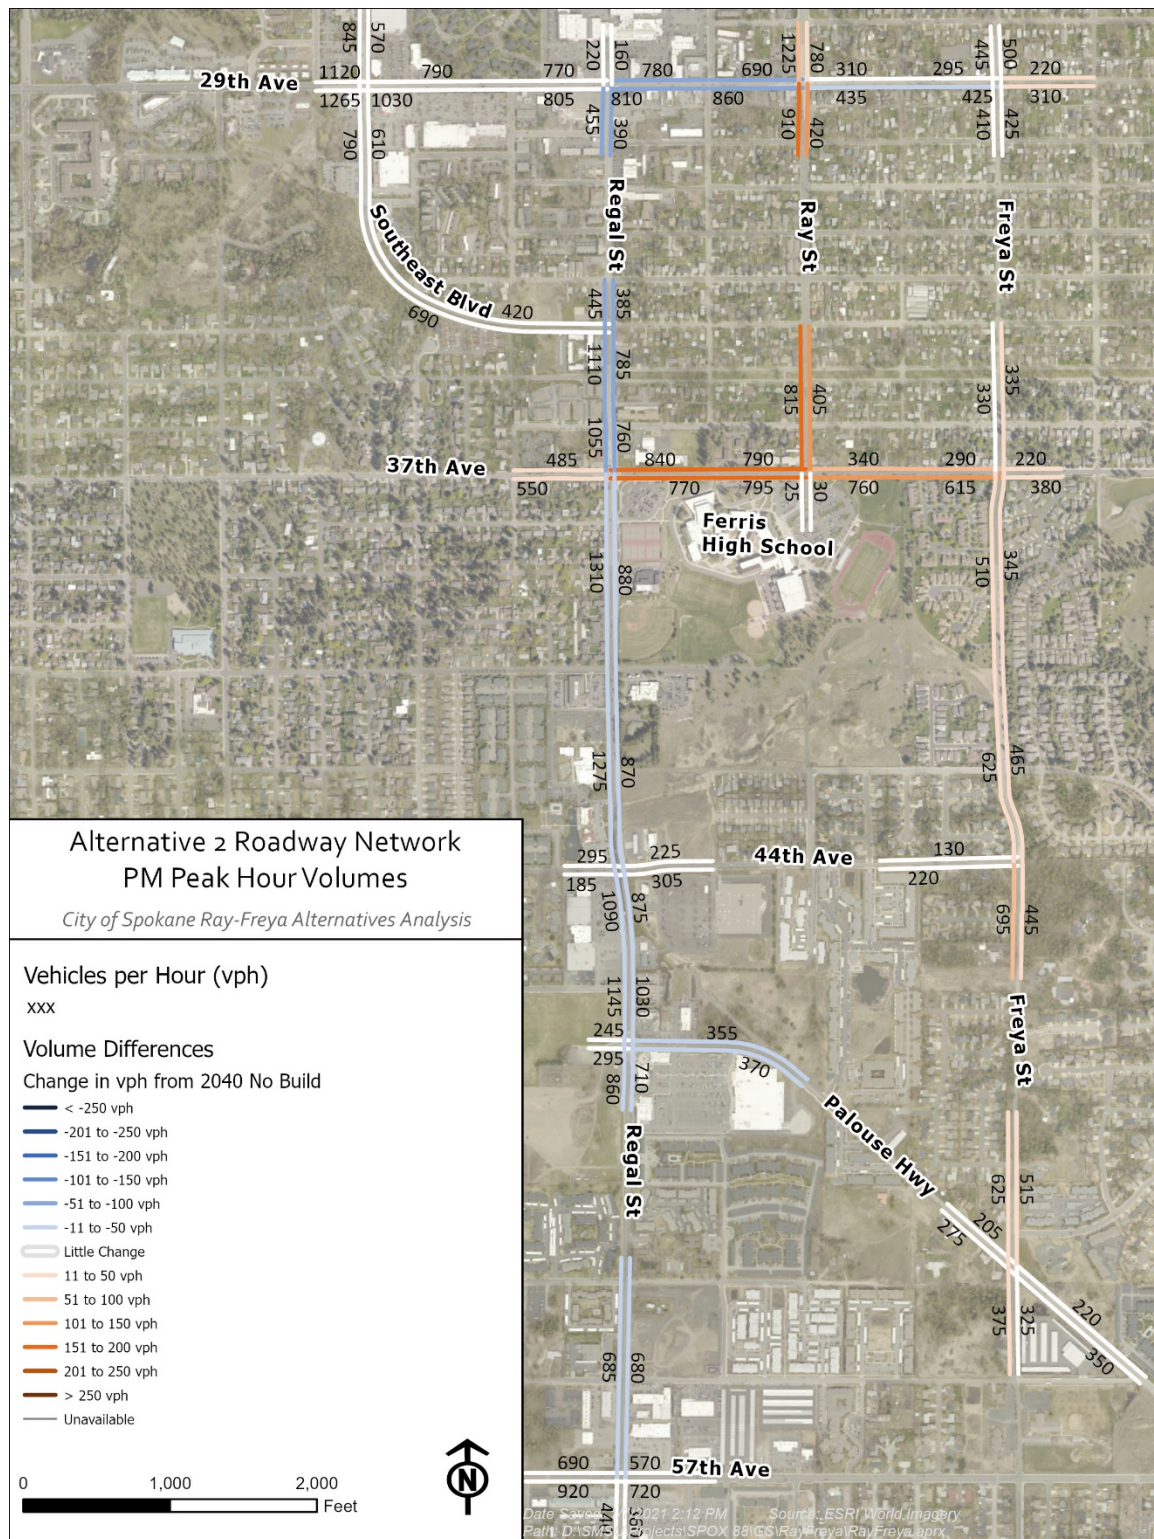 845
570
220
160
1225
780
445
500
29th Ave
1120
790
770
780
690
310
295
220
1265
1030
805
810
860
435
425
310
790
610
455
390
910
420
410
425
Southeast Blvd
Regal St
Ray St
Freya St
690
420
445
385
1110
785
815
405
330
335
1055
760
37th Ave
485
840
790
340
290
220
550
770
795
25
30
760
615
380
Ferris
High School
1310
880
510
345
1275
870
625
465
295
225
44th Ave
130
185
305
220
1090
875
695
445
1145
1030
245
355
295
370
860
710
Freya St
Regal St
Palouse Hwy
625
515
205
275
375
325
220
350
685
680
690
570
57th Ave
920
720
440
Alternative 2 Roadway Network
PM Peak Hour Volumes
City of Spokane Ray-Freya Alternatives Analysis
Vehicles per Hour (vph)
xxx
Volume Differences
Change in vph from 2040 No Build
< -250 vph
-201 to -250 vph
-151 to -200 vph
-101 to -150 vph
-51 to -100 vph
-11 to -50 vph
Little Change
11 to 50 vph
51 to 100 vph
101 to 150 vph
151 to 200 vph
201 to 250 vph
> 250 vph
Unavailable
N
0 1,000 2,000
Feet
Date 2021 2:12 PM Source: ESRI World Imagery